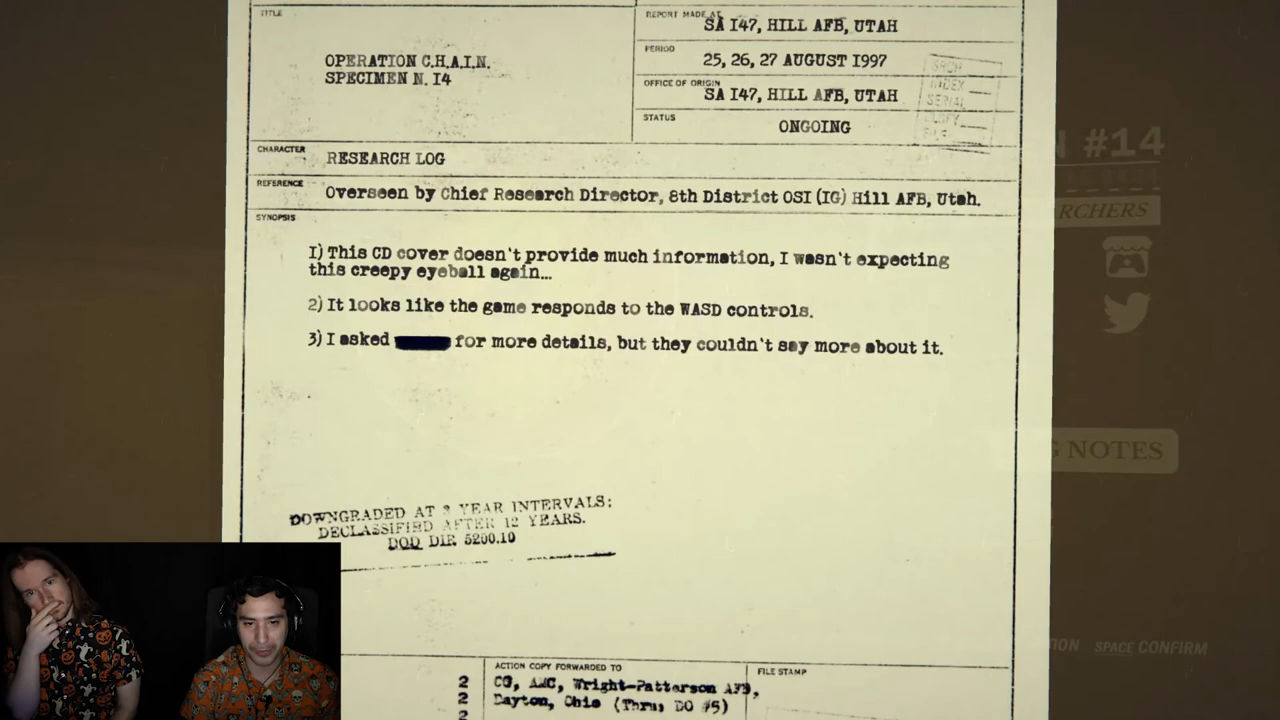 TITLE
OPERATION C.H.A.I.N.
SPECIMEN N. 14
REPORT MADE AT
SA 147, HILL AFB, UTAH
PERIOD
25, 26, 27 AUGUST 1997
OFFICE OF ORIGIN
SA 147, HILL AFB, UTAH
STATUS
ONGOING
INDEX
SERIAL
CHARACTER
RESEARCH LOG
REFERENCE
Overseen by Chief Research Director, 8th District OSI (IG) Hill AFB, Utah.
SYNOPSIS
1) This CD cover doesn't provide much information, I wasn't expecting
this creepy eyeball again...
2) It looks like the game responds to the WASD controls.
3) I asked for more details, but they couldn't say more about it.
DOWNGRADED AT 3 YEAR INTERVALS:
DECLASSIFIED AFTER 12 YEARS.
DOD DIR 5200.10
2
2
2
ACTION COPY FORWARDED TO
CG, AMC, Wright-Patterson AFB,
Dayton, Ohio (Thru; DO #5)
FILE STAMP
N #14
RCHERS
G NOTES
ION SPACE CONFIRM